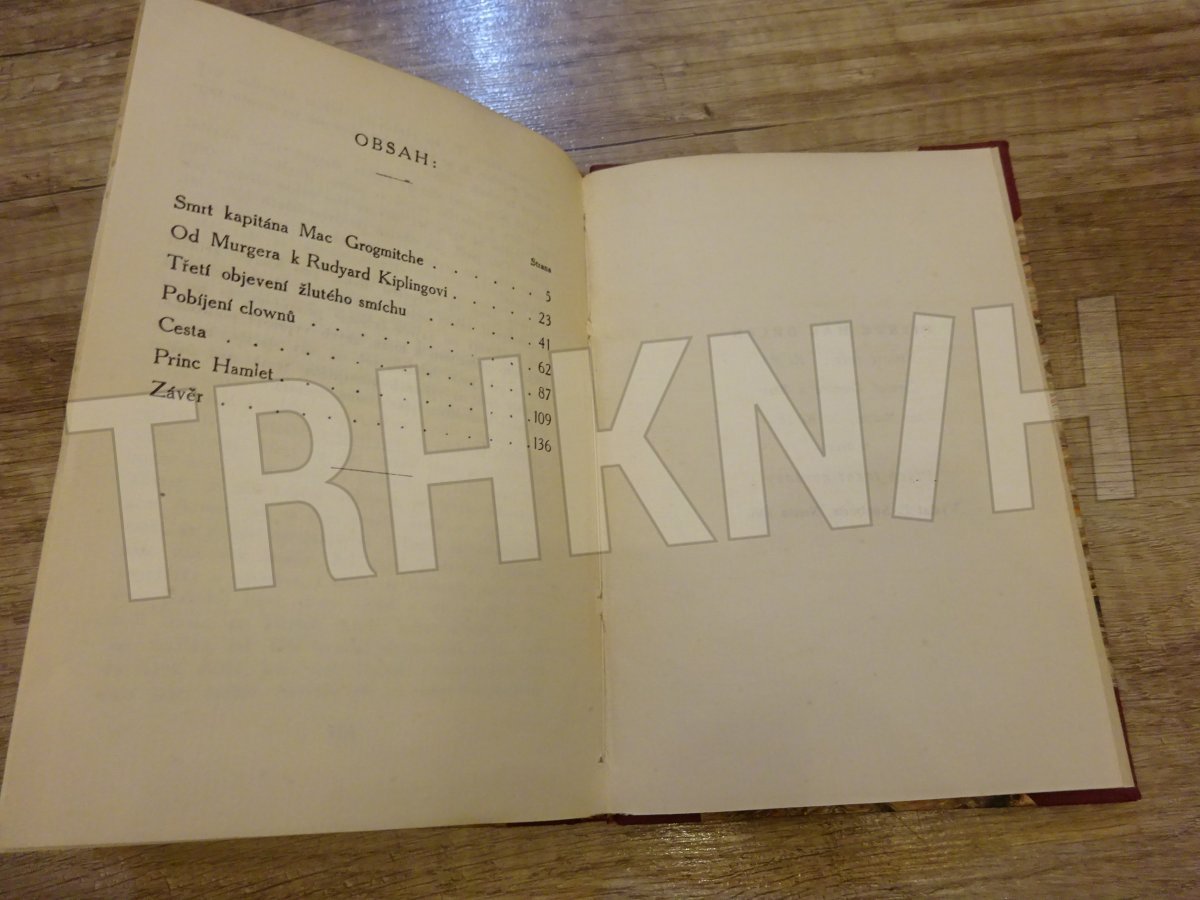 OBSAH:
Strana
Smrt kapitána Mac Grogmitche . . . . . 5
Od Murgera k Rudyard Kiplingovi . . . . 23
Třetí objevení žlutého smíchu . . . . . . 41
Pobíjení clownů . . . . . . . . . . 62
Cesta . . . . . . . . . . . . . . 87
Princ Hamlet . . . . . . . . . . . 109
Závěr . . . . . . . . . . . . . . 136
TRHKNIH